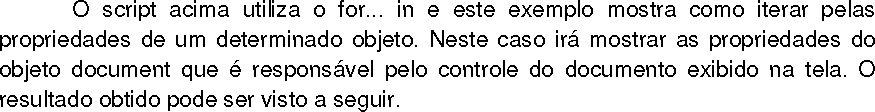 O script acima utiliza o for... in e este exemplo mostra como iterar pelas
propriedades de um determinado objeto. Neste caso irá mostrar as propriedades do
objeto document que é responsável pelo controle do documento exibido na tela. O
resultado obtido pode ser visto a seguir.